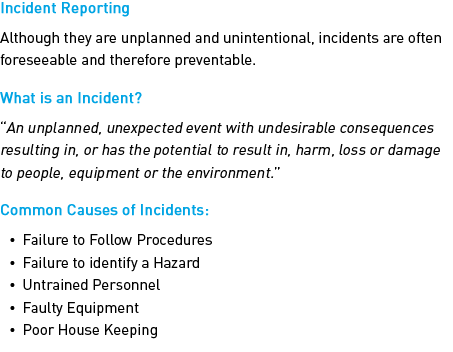 Incident Reporting
Although they are unplanned and unintentional, incidents are often
foreseeable and therefore preventable.
What is an Incident?
“An unplanned, unexpected event with undesirable consequences
resulting in, or has the potential to result in, harm, loss or damage
to people, equipment or the environment.”
Common Causes of Incidents:
• Failure to Follow Procedures
• Failure to identify a Hazard
• Untrained Personnel
• Faulty Equipment
• Poor House Keeping